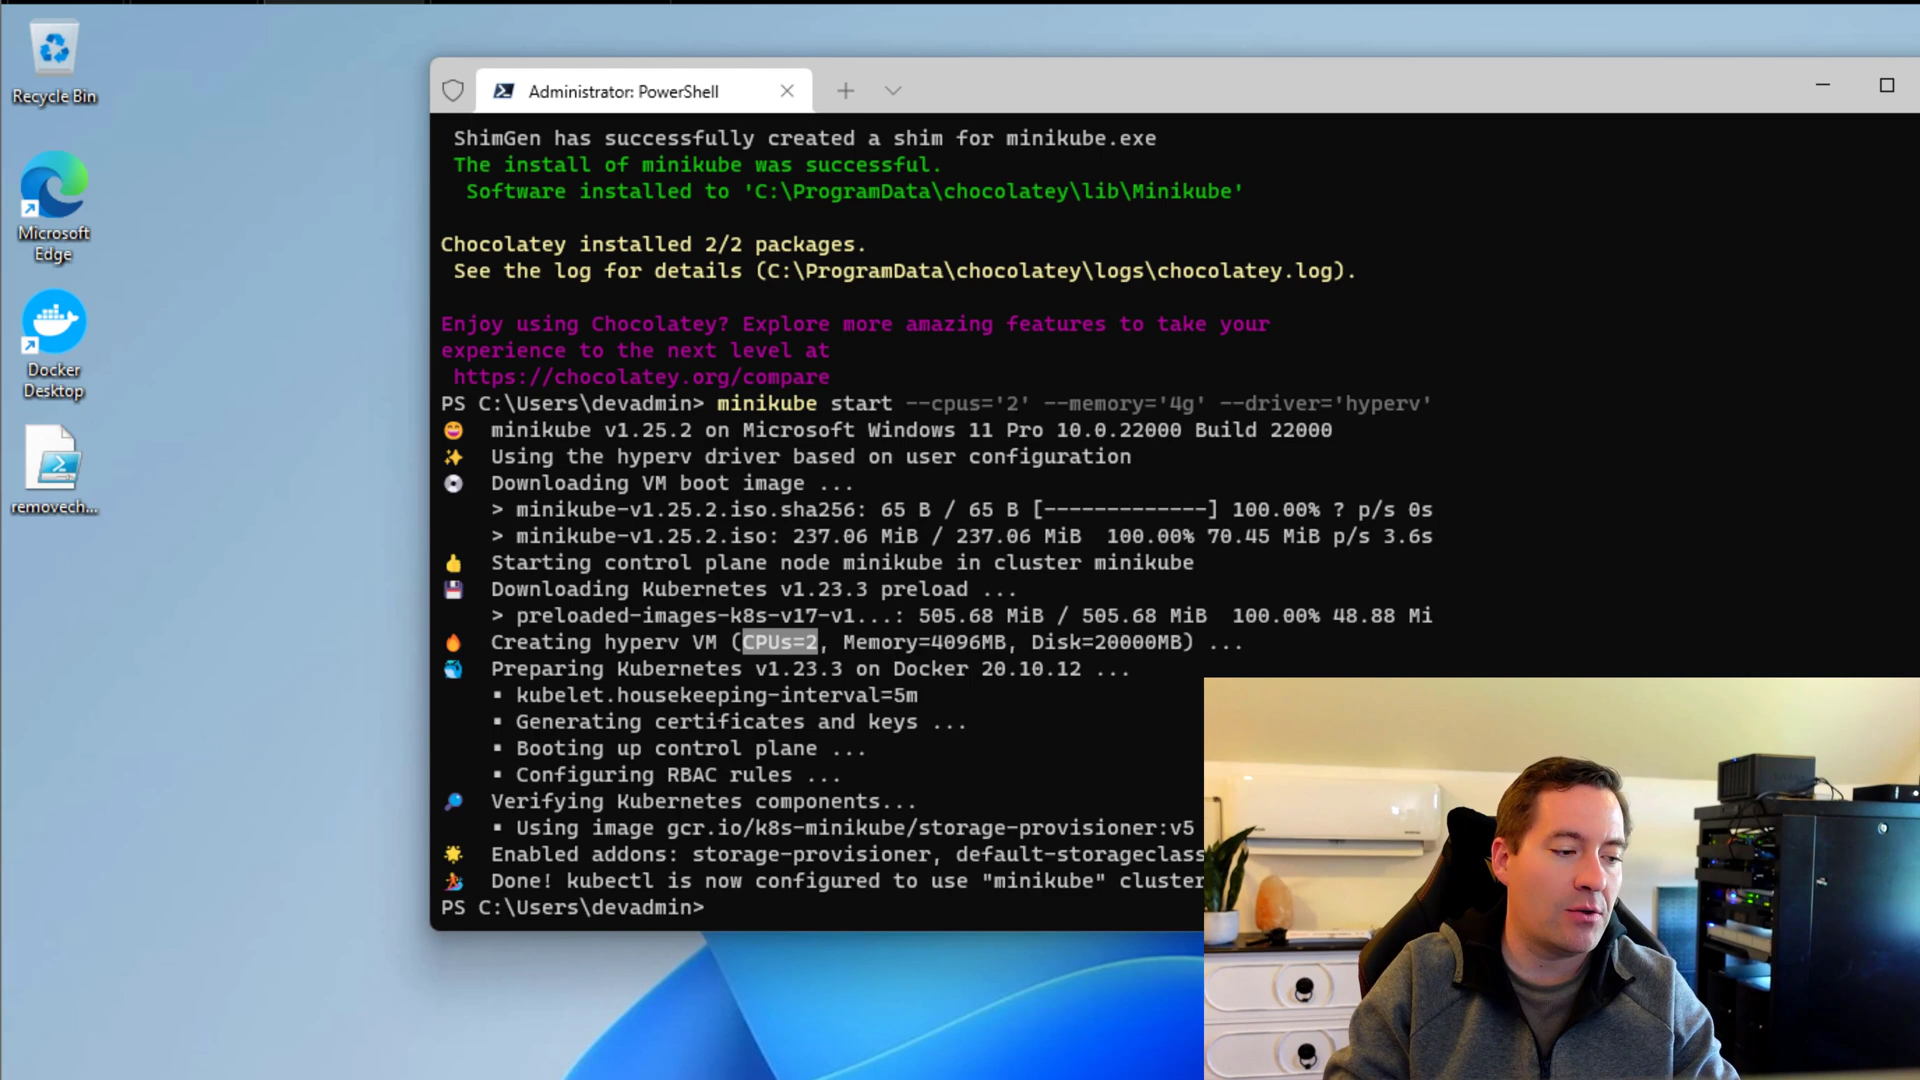 Recycle Bin
Microsoft
Edge
Docker
Desktop
removech...
Administrator: PowerShell
ShimGen has successfully created a shim for minikube.exe
The install of minikube was successful.
Software installed to 'C:\ProgramData\chocolatey\lib\Minikube'
Chocolatey installed 2/2 packages.
See the log for details (C:\ProgramData\chocolatey\logs\chocolatey.log).
Enjoy using Chocolatey? Explore more amazing features to take your
experience to the next level at
https://chocolatey.org/compare
PS C:\Users\devadmin> minikube start --cpus='2' --memory='4g' --driver='hyperv'
minikube v1.25.2 on Microsoft Windows 11 Pro 10.0.22000 Build 22000
Using the hyperv driver based on user configuration
Downloading VM boot image ...
> minikube-v1.25.2.iso.sha256: 65 B / 65 B [-------------] 100.00% ? p/s 0s
> minikube-v1.25.2.iso: 237.06 MiB / 237.06 MiB 100.00% 70.45 MiB p/s 3.6s
Starting control plane node minikube in cluster minikube
Downloading Kubernetes v1.23.3 preload ...
> preloaded-images-k8s-v17-v1...: 505.68 MiB / 505.68 MiB 100.00% 48.88 Mi
Creating hyperv VM (CPUs=2, Memory=4096MB, Disk=20000MB) ...
Preparing Kubernetes v1.23.3 on Docker 20.10.12 ...
▪ kubelet.housekeeping-interval=5m
▪ Generating certificates and keys ...
▪ Booting up control plane ...
▪ Configuring RBAC rules ...
Verifying Kubernetes components...
▪ Using image gcr.io/k8s-minikube/storage-provisioner:v5
Enabled addons: storage-provisioner, default-storageclass
Done! kubectl is now configured to use "minikube" cluster
PS C:\Users\devadmin>